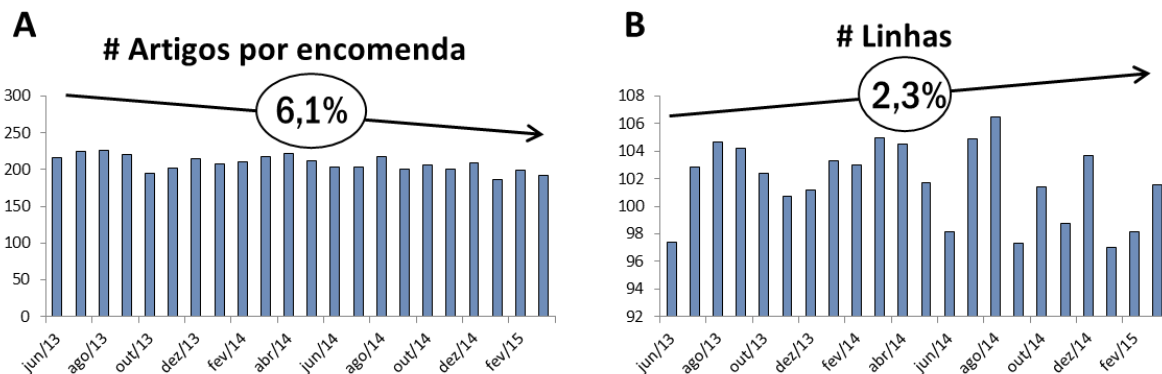 A
# Artigos por encomenda
6,1%
300
250
200
150
100
50
0
jun/13
ago/13
out/13
dez/13
fev/14
abr/14
jun/14
ago/14
out/14
dez/14
fev/15
B
# Linhas
2,3%
108
106
104
102
100
98
96
94
92
jun/13
ago/13
out/13
dez/13
fev/14
abr/14
jun/14
ago/14
out/14
dez/14
fev/15